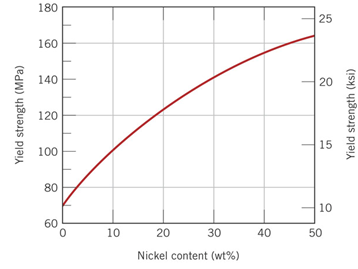 180
160
140
120
100
80
60
Yield strength (MPa)
25
20
15
10
Yield strength (ksi)
0 10 20 30 40 50
Nickel content (wt%)